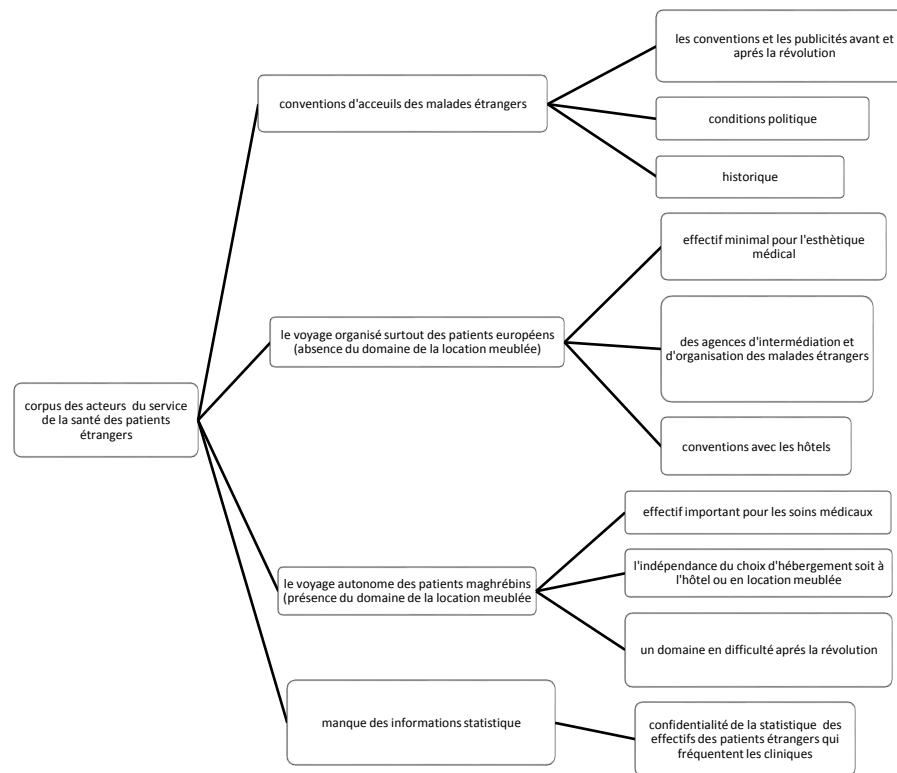 corpus des acteurs du service
de la santé des patients
étrangers
conventions d'acceuils des malades étrangers
les conventions et les publicités avant et
aprés la révolution
conditions politique
historique
le voyage organisé surtout des patients européens
(absence du domaine de la location meublée)
effectif minimal pour l'esthètique
médical
des agences d'intermédiation et
d'organisation des malades étrangers
conventions avec les hôtels
le voyage autonome des patients maghrébins
(présence du domaine de la location meublée
effectif important pour les soins médicaux
l'indépendance du choix d'hébergement soit à
l'hôtel ou en location meublée
un domaine en difficulté aprés la révolution
manque des informations statistique
confidentialité de la statistique des
effectifs des patients étrangers qui
fréquentent les cliniques